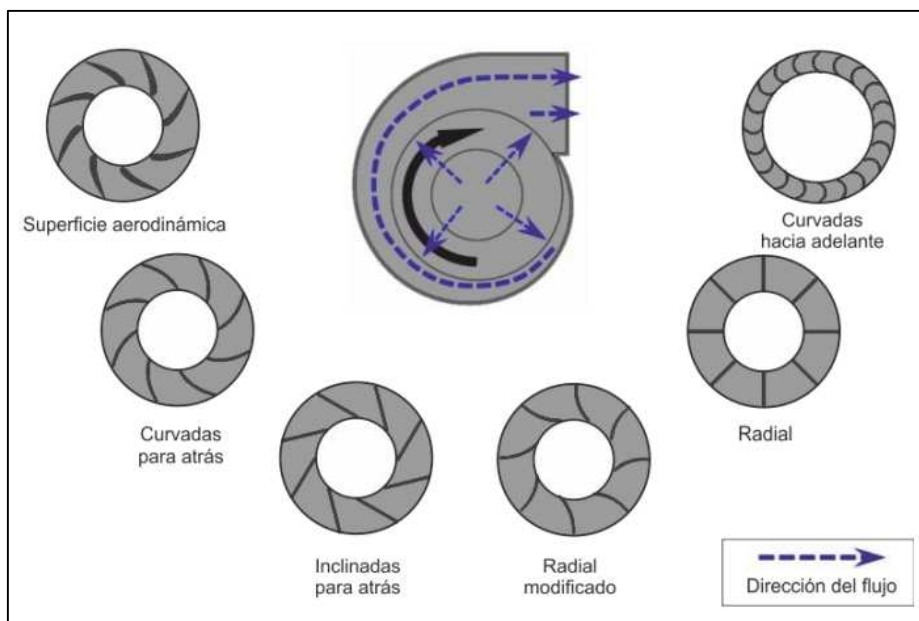 Superficie aerodinámica
Curvadas
hacia adelante
Curvadas
para atrás
Radial
Inclinadas
para atrás
Radial
modificado
Dirección del flujo